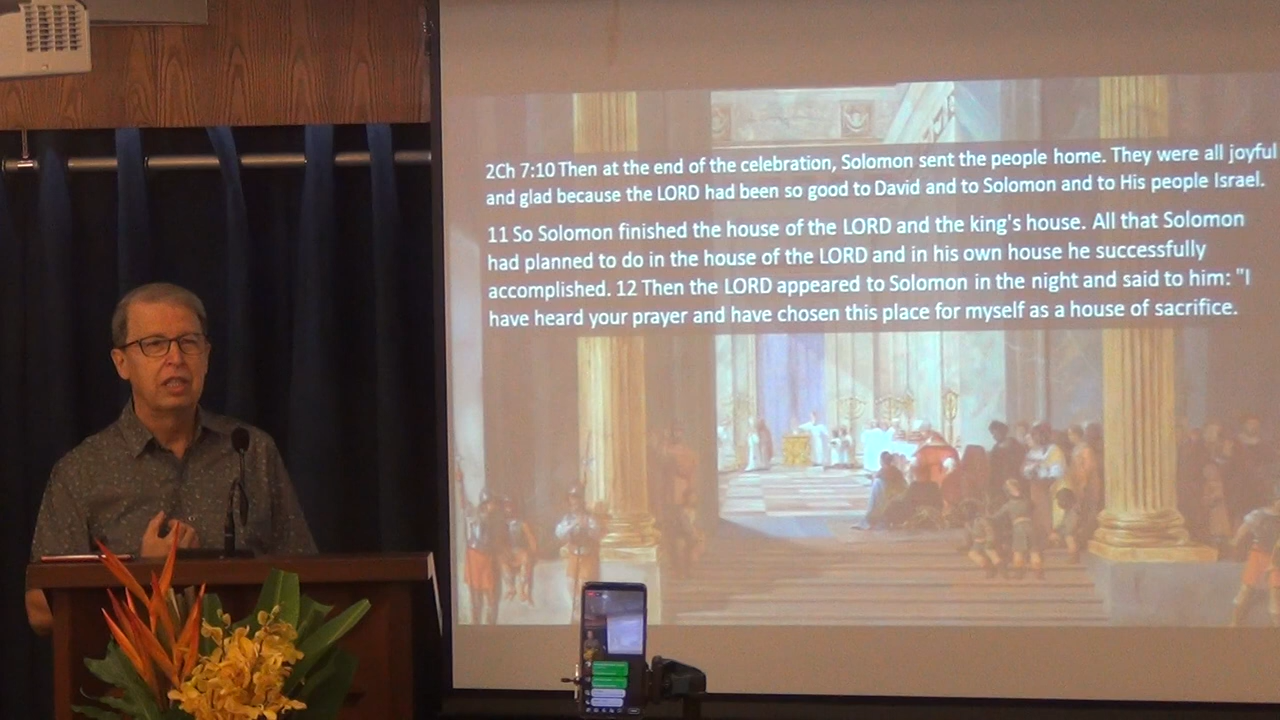 2Ch 7:10 Then at the end of the celebration, Solomon sent the people home. They were all joyful
and glad because the LORD had been so good to David and to Solomon and to His people Israel.
11 So Solomon finished the house of the LORD and the king's house. All that Solomon
had planned to do in the house of the LORD and in his own house he successfully
accomplished. 12 Then the LORD appeared to Solomon in the night and said to him: "I
have heard your prayer and have chosen this place for myself as a house of sacrifice.